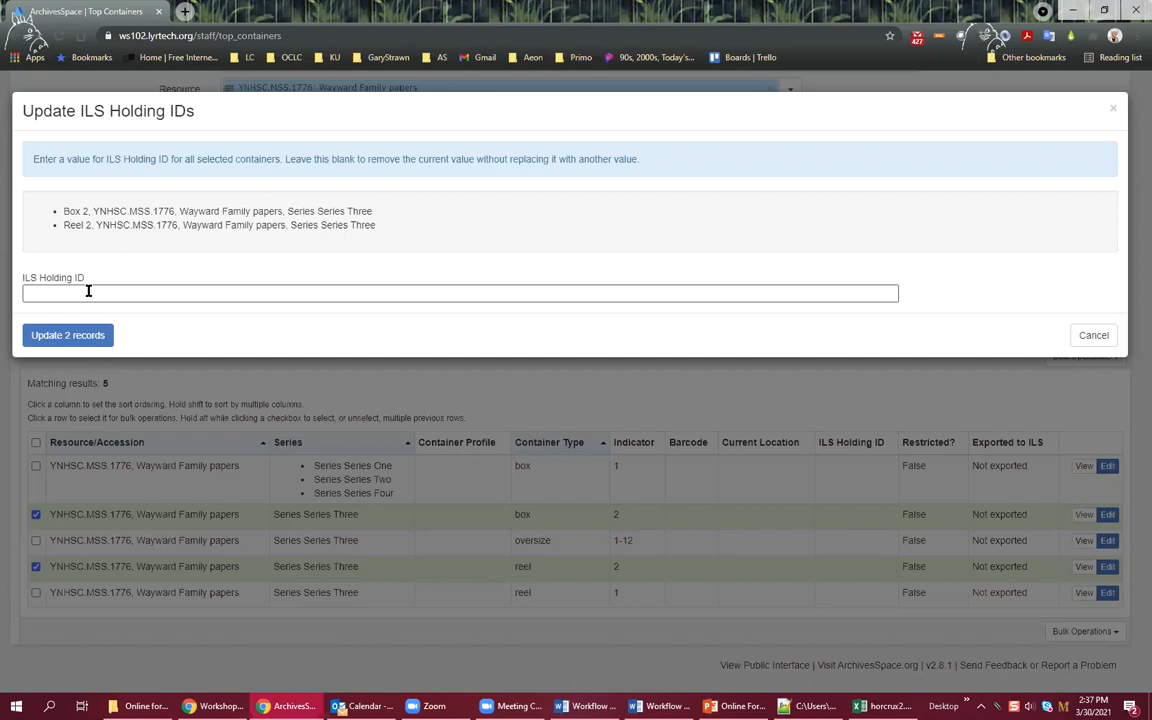 ArchivesSpace | Top Containers
ws102.lyrtech.org/staff/top_containers
427
Apps Bookmarks Home | Free Interne... LC OCLC KU GaryStrawn AS Gmail Aeon Primo 90s, 2000s, Today's... Boards | Trello Other bookmarks Reading list
Resource YNHSC.MSS.1776, Wayward Family papers
Update ILS Holding IDs
Enter a value for ILS Holding ID for all selected containers. Leave this blank to remove the current value without replacing it with another value.
Box 2, YNHSC.MSS.1776, Wayward Family papers, Series Series Three
Reel 2, YNHSC.MSS.1776, Wayward Family papers, Series Series Three
ILS Holding ID
Update 2 records Cancel
Matching results: 5
Click a column to set the sort ordering. Hold shift to sort by multiple columns.
Click a row to select it for bulk operations. Hold alt while clicking a checkbox to select, or unselect, multiple previous rows.
Resource/Accession Series Container Profile Container Type Indicator Barcode Current Location ILS Holding ID Restricted? Exported to ILS
YNHSC.MSS.1776, Wayward Family papers Series Series One box 1 False Not exported View Edit
Series Series Two
Series Series Four
YNHSC.MSS.1776, Wayward Family papers Series Series Three box 2 False Not exported View Edit
YNHSC.MSS.1776, Wayward Family papers Series Series Three oversize 1-12 False Not exported View Edit
YNHSC.MSS.1776, Wayward Family papers Series Series Three reel 2 False Not exported View Edit
YNHSC.MSS.1776, Wayward Family papers Series Series Three reel 1 False Not exported View Edit
Bulk Operations
View Public Interface | Visit ArchivesSpace.org | v2.8.1 | Send Feedback or Report a Problem
Online for... Workshop... ArchivesS... Calendar -... Zoom Meeting C... Workflow ... Workflow ... Online For... C:\Users\... horcrux2.... Desktop 2:37 PM
3/30/2021
2